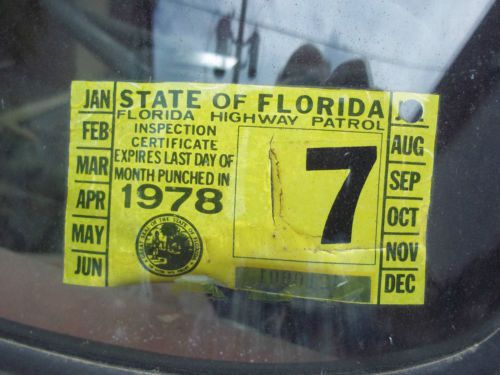 STATE OF FLORIDA
FLORIDA HIGHWAY PATROL
INSPECTION
CERTIFICATE
EXPIRES LAST DAY OF
MONTH PUNCHED IN
1978
7
JAN
FEB
MAR
APR
MAY
JUN
AUG
SEP
OCT
NOV
DEC